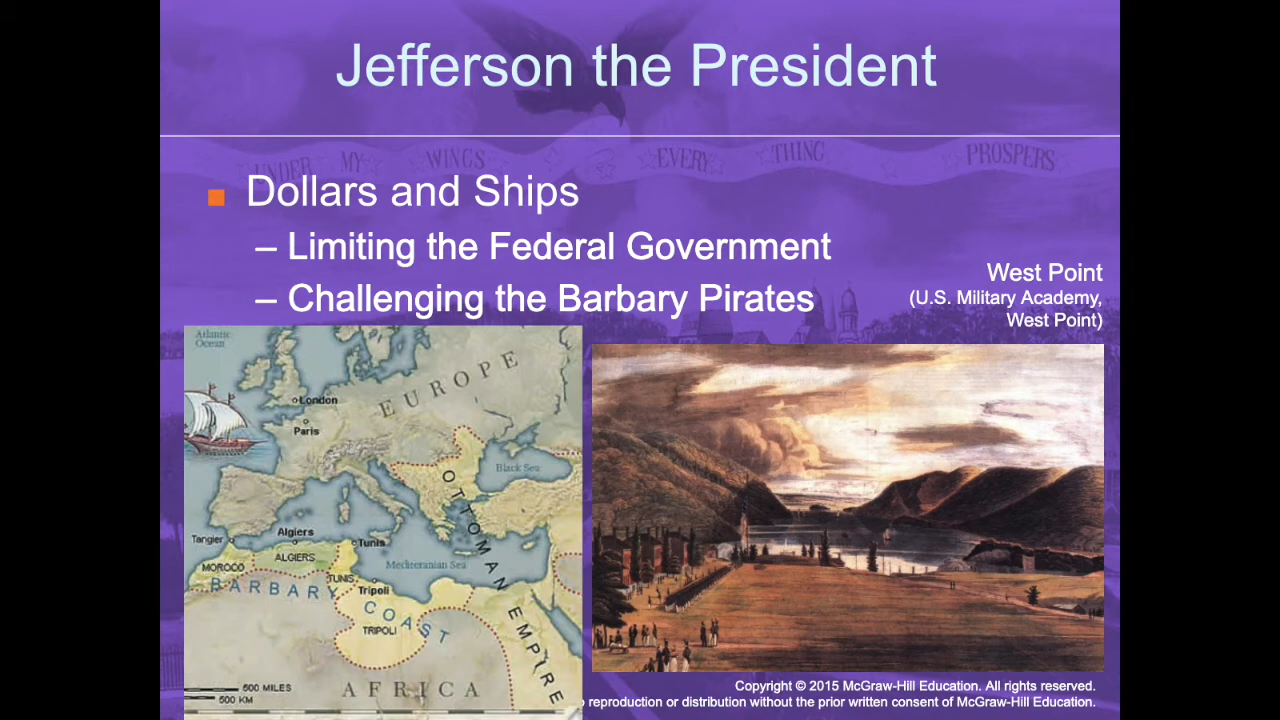 Jefferson the President
UNDER MY WINGS EVERY THING PROSPERS
■ Dollars and Ships
– Limiting the Federal Government
– Challenging the Barbary Pirates
West Point
(U.S. Military Academy,
West Point)
Atlantic
Ocean
EUROPE
London
Paris
Black Sea
OTTOMAN EMPIRE
Algiers
Tangier
Tunis
ALGIERS
Mediteranian Sea
MOROCO
TUNIS
BARBARY COAST
Tripoli
TRIPOLI
AFRICA
500 MILES
500 KM
Copyright © 2015 McGraw-Hill Education. All rights reserved.
reproduction or distribution without the prior written consent of McGraw-Hill Education.